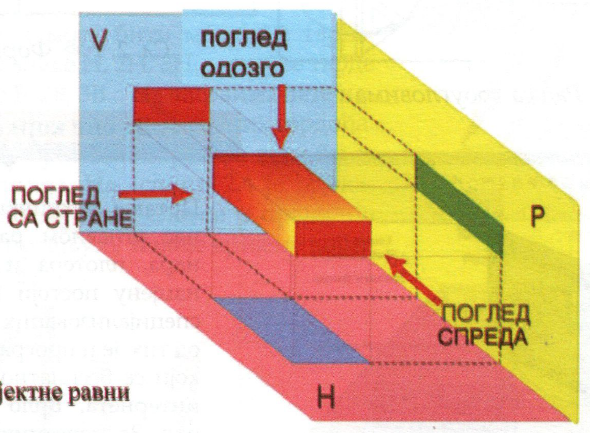 V
ПОГЛЕД
ОДОЗГО
ПОГЛЕД
СА СТРАНЕ
P
ПОГЛЕД
СПРЕДА
H
јектне равни